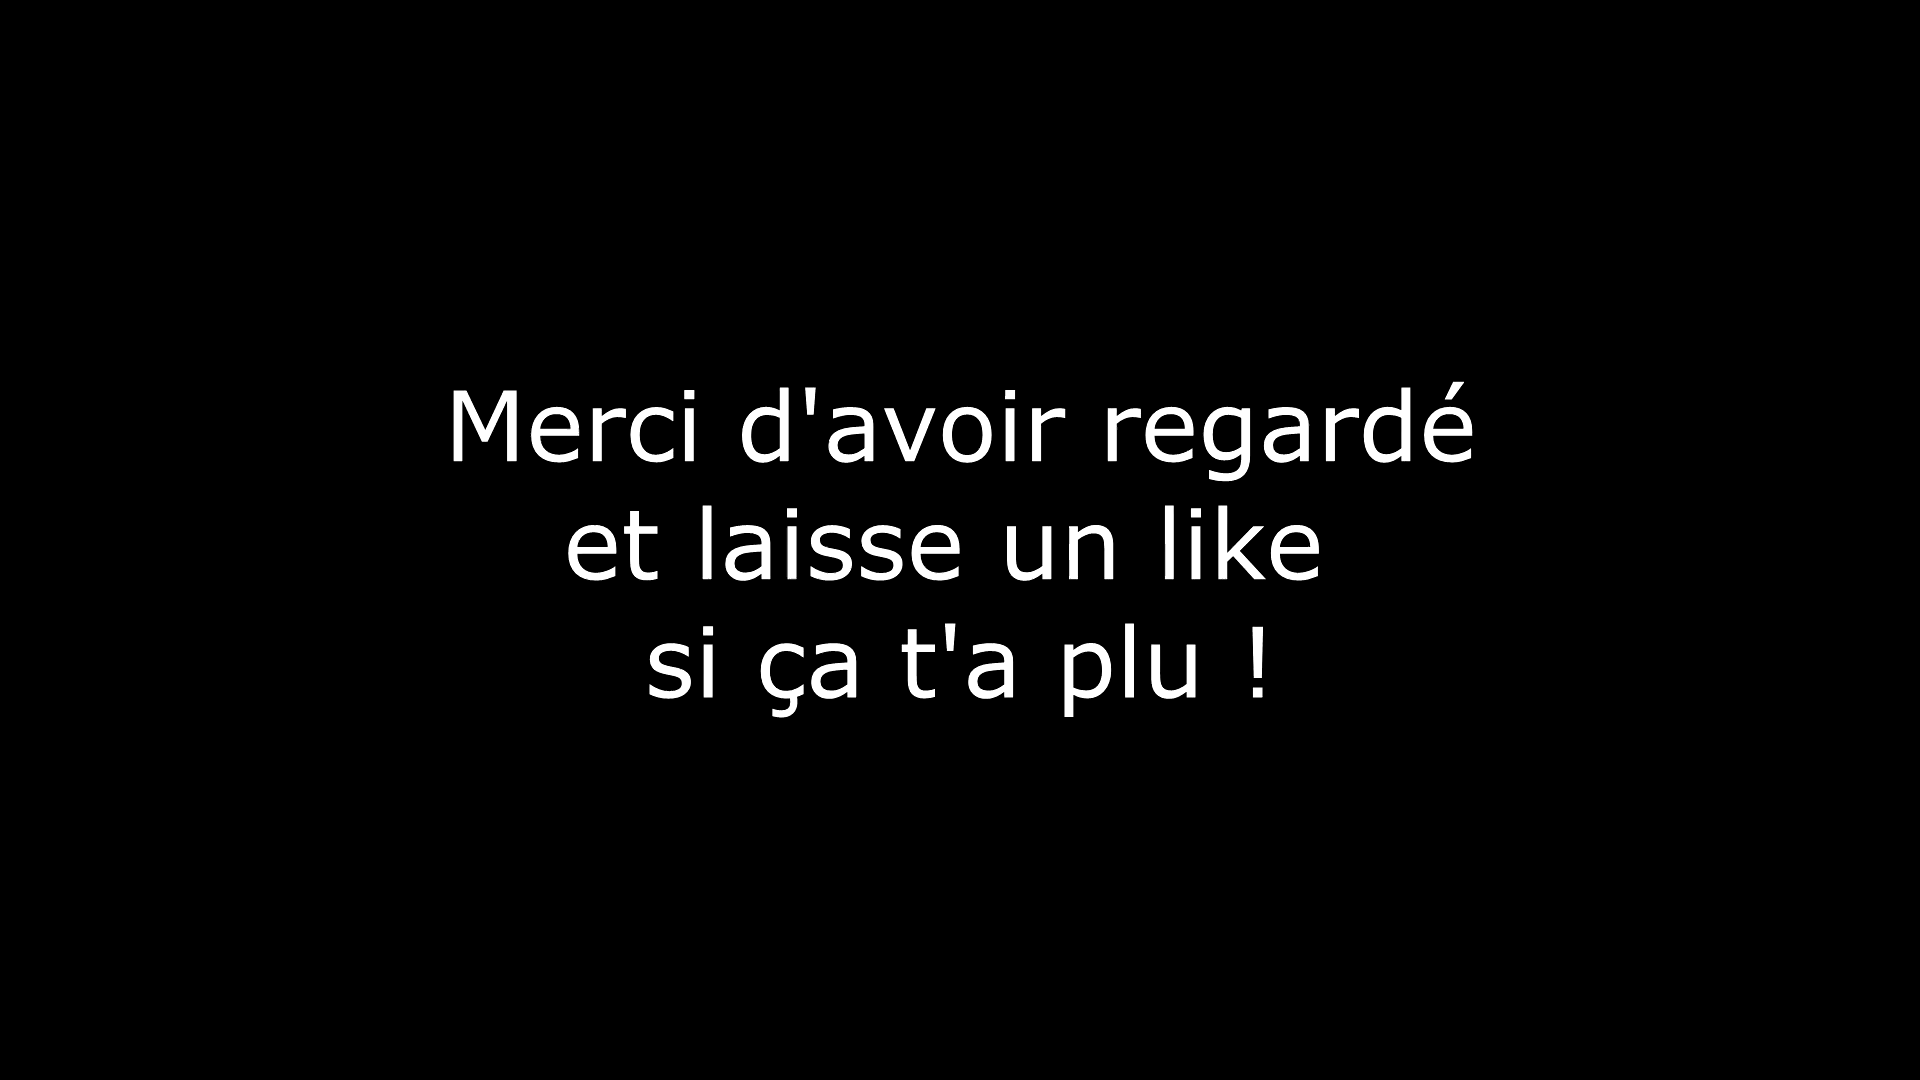 Merci d'avoir regardé
et laisse un like
si ça t'a plu !